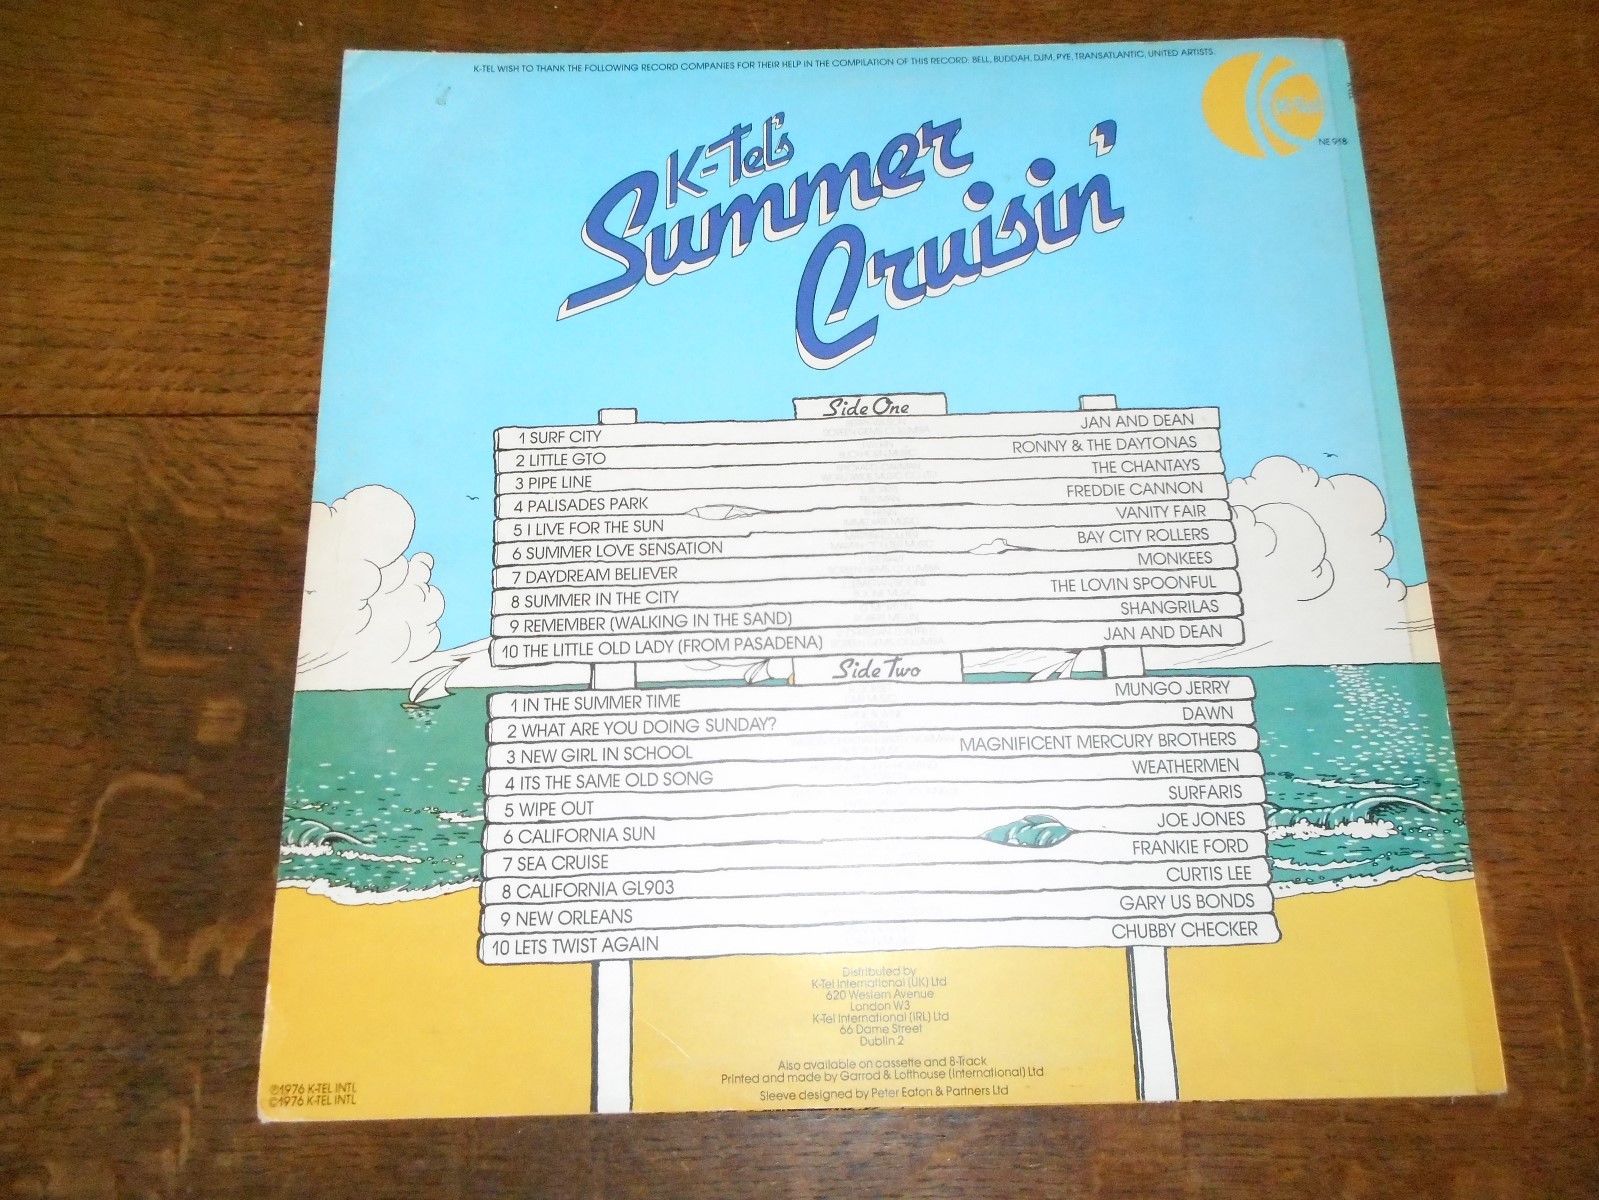 K-TEL WISH TO THANK THE FOLLOWING RECORD COMPANIES FOR THEIR HELP IN THE COMPILATION OF THIS RECORD: BELL, BUDDAH, DJM, PYE, TRANSATLANTIC, UNITED ARTISTS.
K-Tel
NE 918
K-Tel's
Summer
Cruisin'
Side One
1 SURF CITY JAN AND DEAN
2 LITTLE GTO RONNY & THE DAYTONAS
3 PIPE LINE THE CHANTAYS
4 PALISADES PARK FREDDIE CANNON
5 I LIVE FOR THE SUN VANITY FAIR
6 SUMMER LOVE SENSATION BAY CITY ROLLERS
7 DAYDREAM BELIEVER MONKEES
8 SUMMER IN THE CITY THE LOVIN SPOONFUL
9 REMEMBER (WALKING IN THE SAND) SHANGRILAS
10 THE LITTLE OLD LADY (FROM PASADENA) JAN AND DEAN
Side Two
1 IN THE SUMMER TIME MUNGO JERRY
2 WHAT ARE YOU DOING SUNDAY? DAWN
3 NEW GIRL IN SCHOOL MAGNIFICENT MERCURY BROTHERS
4 ITS THE SAME OLD SONG WEATHERMEN
5 WIPE OUT SURFARIS
6 CALIFORNIA SUN JOE JONES
7 SEA CRUISE FRANKIE FORD
8 CALIFORNIA GL903 CURTIS LEE
9 NEW ORLEANS GARY US BONDS
10 LETS TWIST AGAIN CHUBBY CHECKER
Distributed by
K-Tel International (UK) Ltd
620 Western Avenue
London W3
K-Tel International (IRL) Ltd
66 Dame Street
Dublin 2
Also available on cassette and 8-Track
Printed and made by Garrod & Lofthouse (International) Ltd
Sleeve designed by Peter Eaton & Partners Ltd
℗1976 K-TEL INTL
©1976 K-TEL INTL